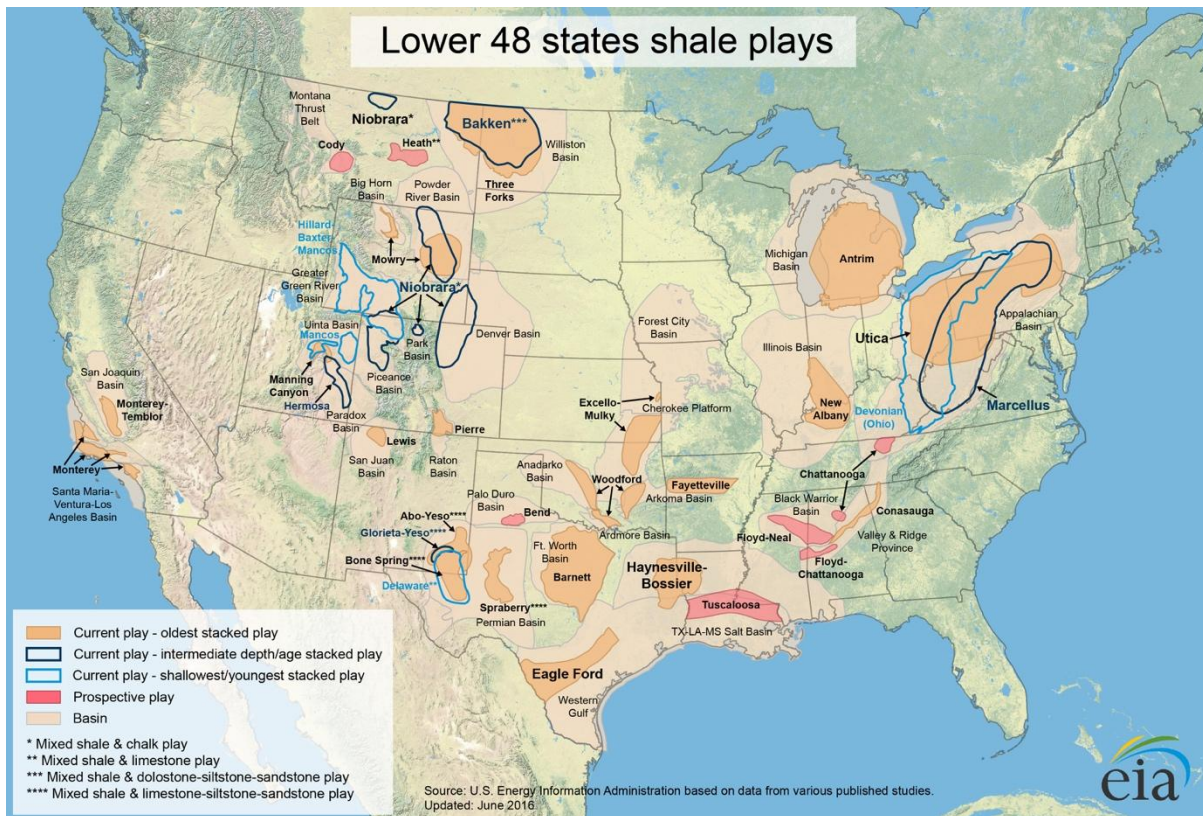 Lower 48 states shale plays
Montana
Thrust
Belt
Niobrara*
Bakken***
Williston
Basin
Cody
Heath**
Big Horn
Basin
Powder
River Basin
Three
Forks
Hillard-
Baxter-
Mancos
Mowry
Greater
Green River
Basin
Niobrara*
Michigan
Basin
Antrim
Uinta Basin
Mancos
Park
Basin
Denver Basin
Forest City
Basin
Illinois Basin
Utica
Appalachian
Basin
San Joaquin
Basin
Monterey-
Temblor
Manning
Canyon
Hermosa
Piceance
Basin
Paradox
Basin
Excello-
Mulky
Cherokee Platform
New
Albany
Devonian
(Ohio)
Marcellus
Lewis
Pierre
Monterey
San Juan
Basin
Raton
Basin
Anadarko
Basin
Woodford
Fayetteville
Arkoma Basin
Chattanooga
Santa Maria-
Ventura-Los
Angeles Basin
Palo Duro
Basin
Bend
Black Warrior
Basin
Conasauga
Abo-Yeso****
Glorieta-Yeso****
Ardmore Basin
Floyd-Neal
Valley & Ridge
Province
Bone Spring****
Ft. Worth
Basin
Barnett
Haynesville-
Bossier
Floyd-
Chattanooga
Delaware**
Spraberry****
Permian Basin
Tuscaloosa
TX-LA-MS Salt Basin
Eagle Ford
Western
Gulf
Current play - oldest stacked play
Current play - intermediate depth/age stacked play
Current play - shallowest/youngest stacked play
Prospective play
Basin
* Mixed shale & chalk play
** Mixed shale & limestone play
*** Mixed shale & dolostone-siltstone-sandstone play
**** Mixed shale & limestone-siltstone-sandstone play
Source: U.S. Energy Information Administration based on data from various published studies.
Updated: June 2016
eia